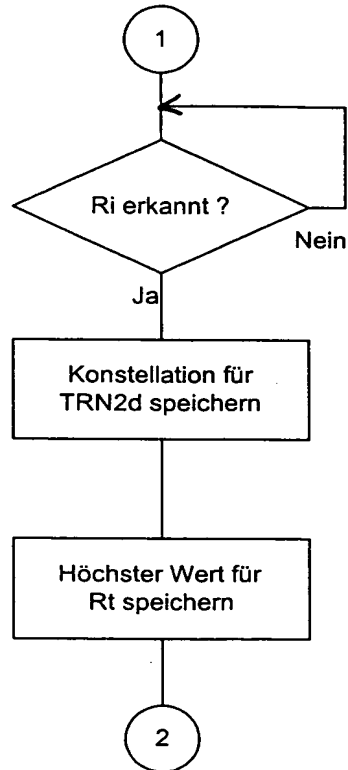 1
Ri erkannt ?
Nein
Ja
Konstellation für
TRN2d speichern
Höchster Wert für
Rt speichern
2